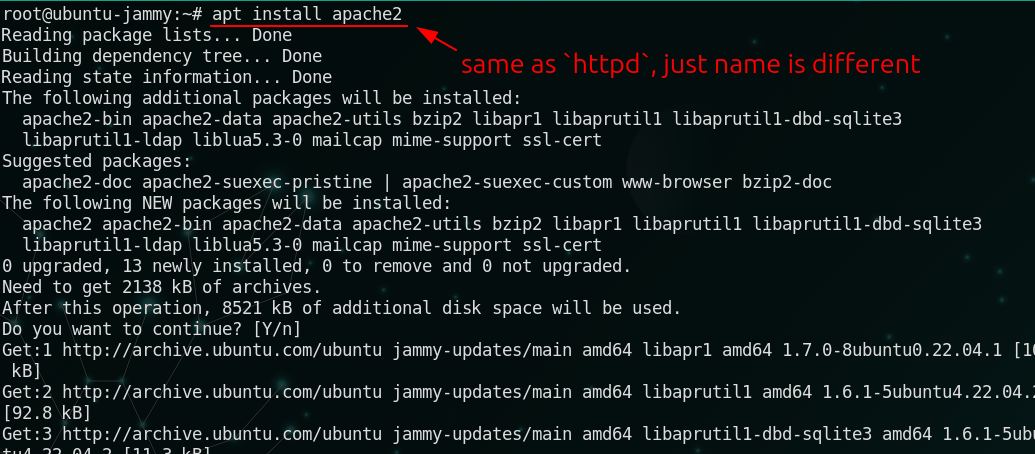 root@ubuntu-jammy:~# apt install apache2
Reading package lists... Done
Building dependency tree... Done
same as `httpd`, just name is different
Reading state information... Done
The following additional packages will be installed:
  apache2-bin apache2-data apache2-utils bzip2 libapr1 libaprutil1 libaprutil1-dbd-sqlite3
  libaprutil1-ldap liblua5.3-0 mailcap mime-support ssl-cert
Suggested packages:
  apache2-doc apache2-suexec-pristine | apache2-suexec-custom www-browser bzip2-doc
The following NEW packages will be installed:
  apache2 apache2-bin apache2-data apache2-utils bzip2 libapr1 libaprutil1 libaprutil1-dbd-sqlite3
  libaprutil1-ldap liblua5.3-0 mailcap mime-support ssl-cert
0 upgraded, 13 newly installed, 0 to remove and 0 not upgraded.
Need to get 2138 kB of archives.
After this operation, 8521 kB of additional disk space will be used.
Do you want to continue? [Y/n]
Get:1 http://archive.ubuntu.com/ubuntu jammy-updates/main amd64 libapr1 amd64 1.7.0-8ubuntu0.22.04.1 [10
 kB]
Get:2 http://archive.ubuntu.com/ubuntu jammy-updates/main amd64 libaprutil1 amd64 1.6.1-5ubuntu4.22.04.2
[92.8 kB]
Get:3 http://archive.ubuntu.com/ubuntu jammy-updates/main amd64 libaprutil1-dbd-sqlite3 amd64 1.6.1-5ubu
tu4.22.04.2 [11.3 kB]